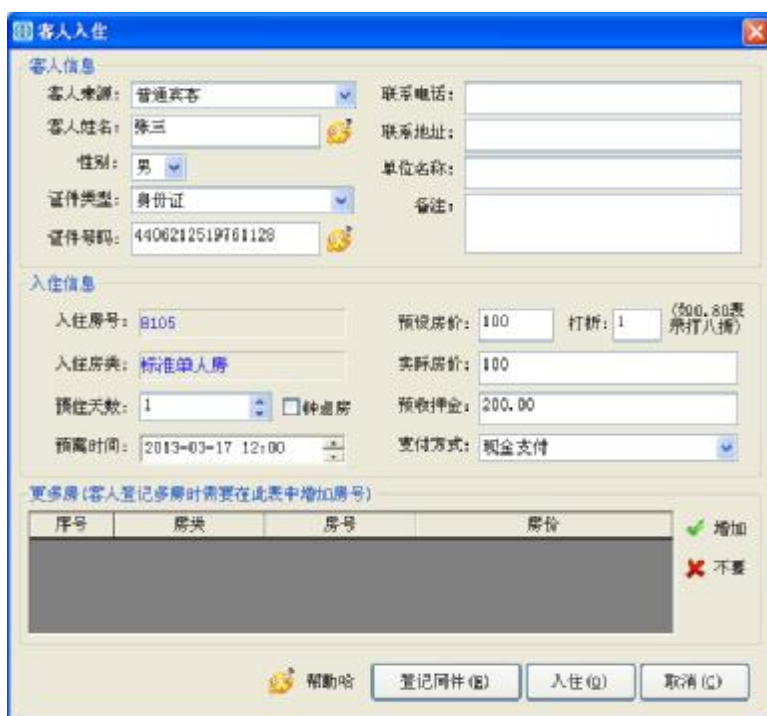 客人入住
客人信息
客人来源: 普通宾客 联系电话:
客人姓名: 张三 联系地址:
性别: 男 单位名称:
证件类型: 身份证 备注:
证件号码: 4406212519761128
入住信息
入住房号: B105 预设房价: 100 打折: 1 (如0.80表示打八折)
入住房类: 标准单人房 实际房价: 100
预住天数: 1 钟点房 预收押金: 200.00
预离时间: 2013-03-17 12:00 支付方式: 现金支付
更多房(客人登记多房时需要在此表中增加房号)
序号 房类 房号 房价 增加
不要
帮助哈 登记同伴(E) 入住(O) 取消(C)